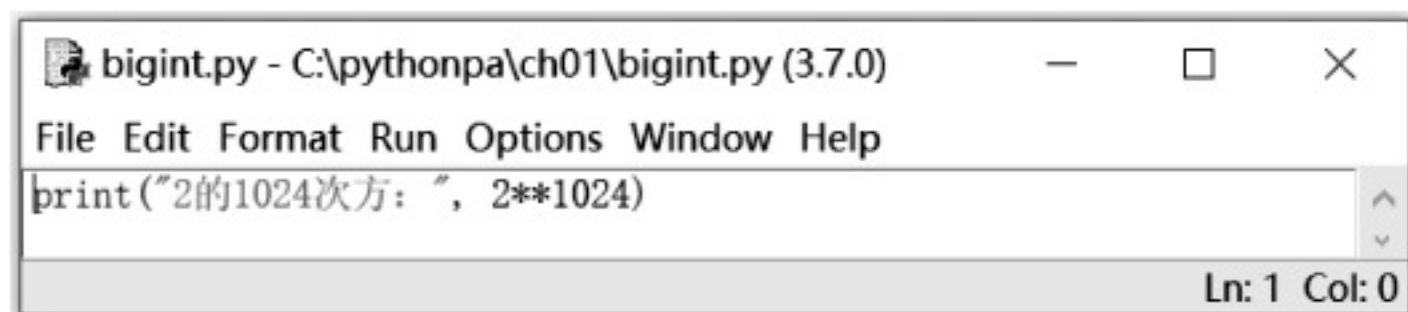 bigint.py - C:\pythonpa\ch01\bigint.py (3.7.0)
File Edit Format Run Options Window Help
print("2的1024次方：", 2**1024)
Ln: 1 Col: 0